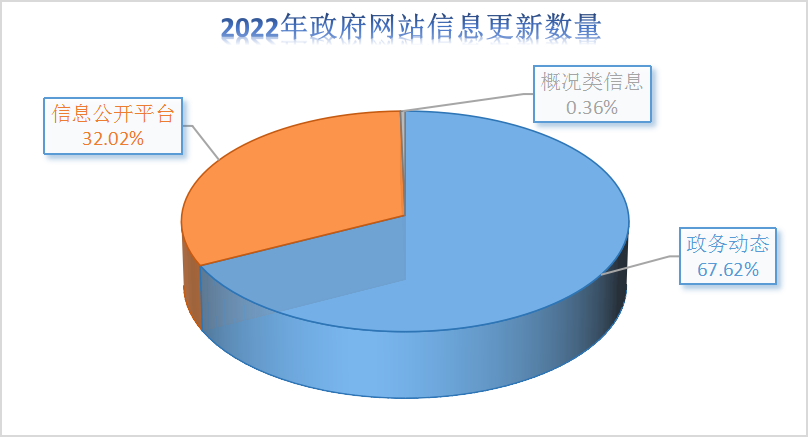 2022年政府网站信息更新数量
概况类信息
0.36%
信息公开平台
32.02%
政务动态
67.62%